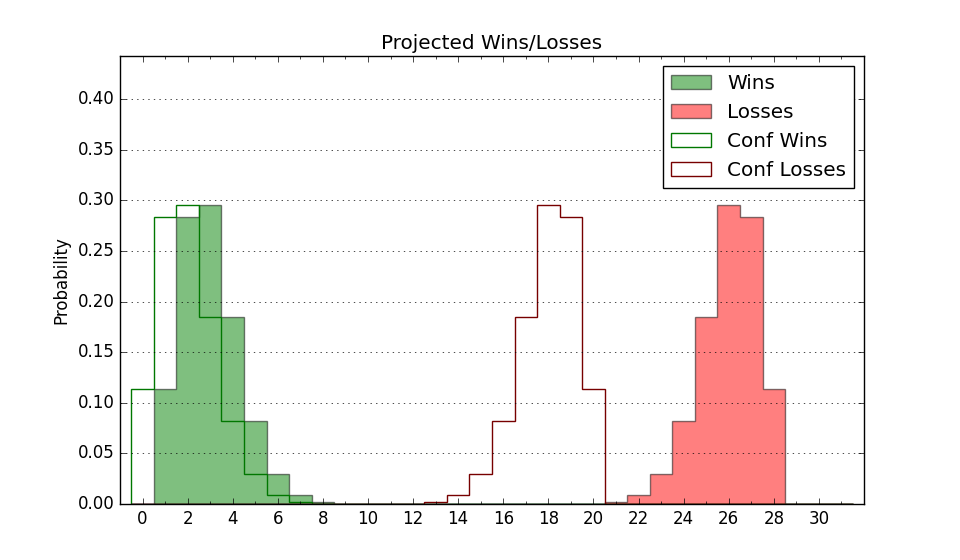 Projected Wins/Losses
Wins
Losses
Conf Wins
Conf Losses
Probability
0.40
0.35
0.30
0.25
0.20
0.15
0.10
0.05
0.00
0 2 4 6 8 10 12 14 16 18 20 22 24 26 28 30